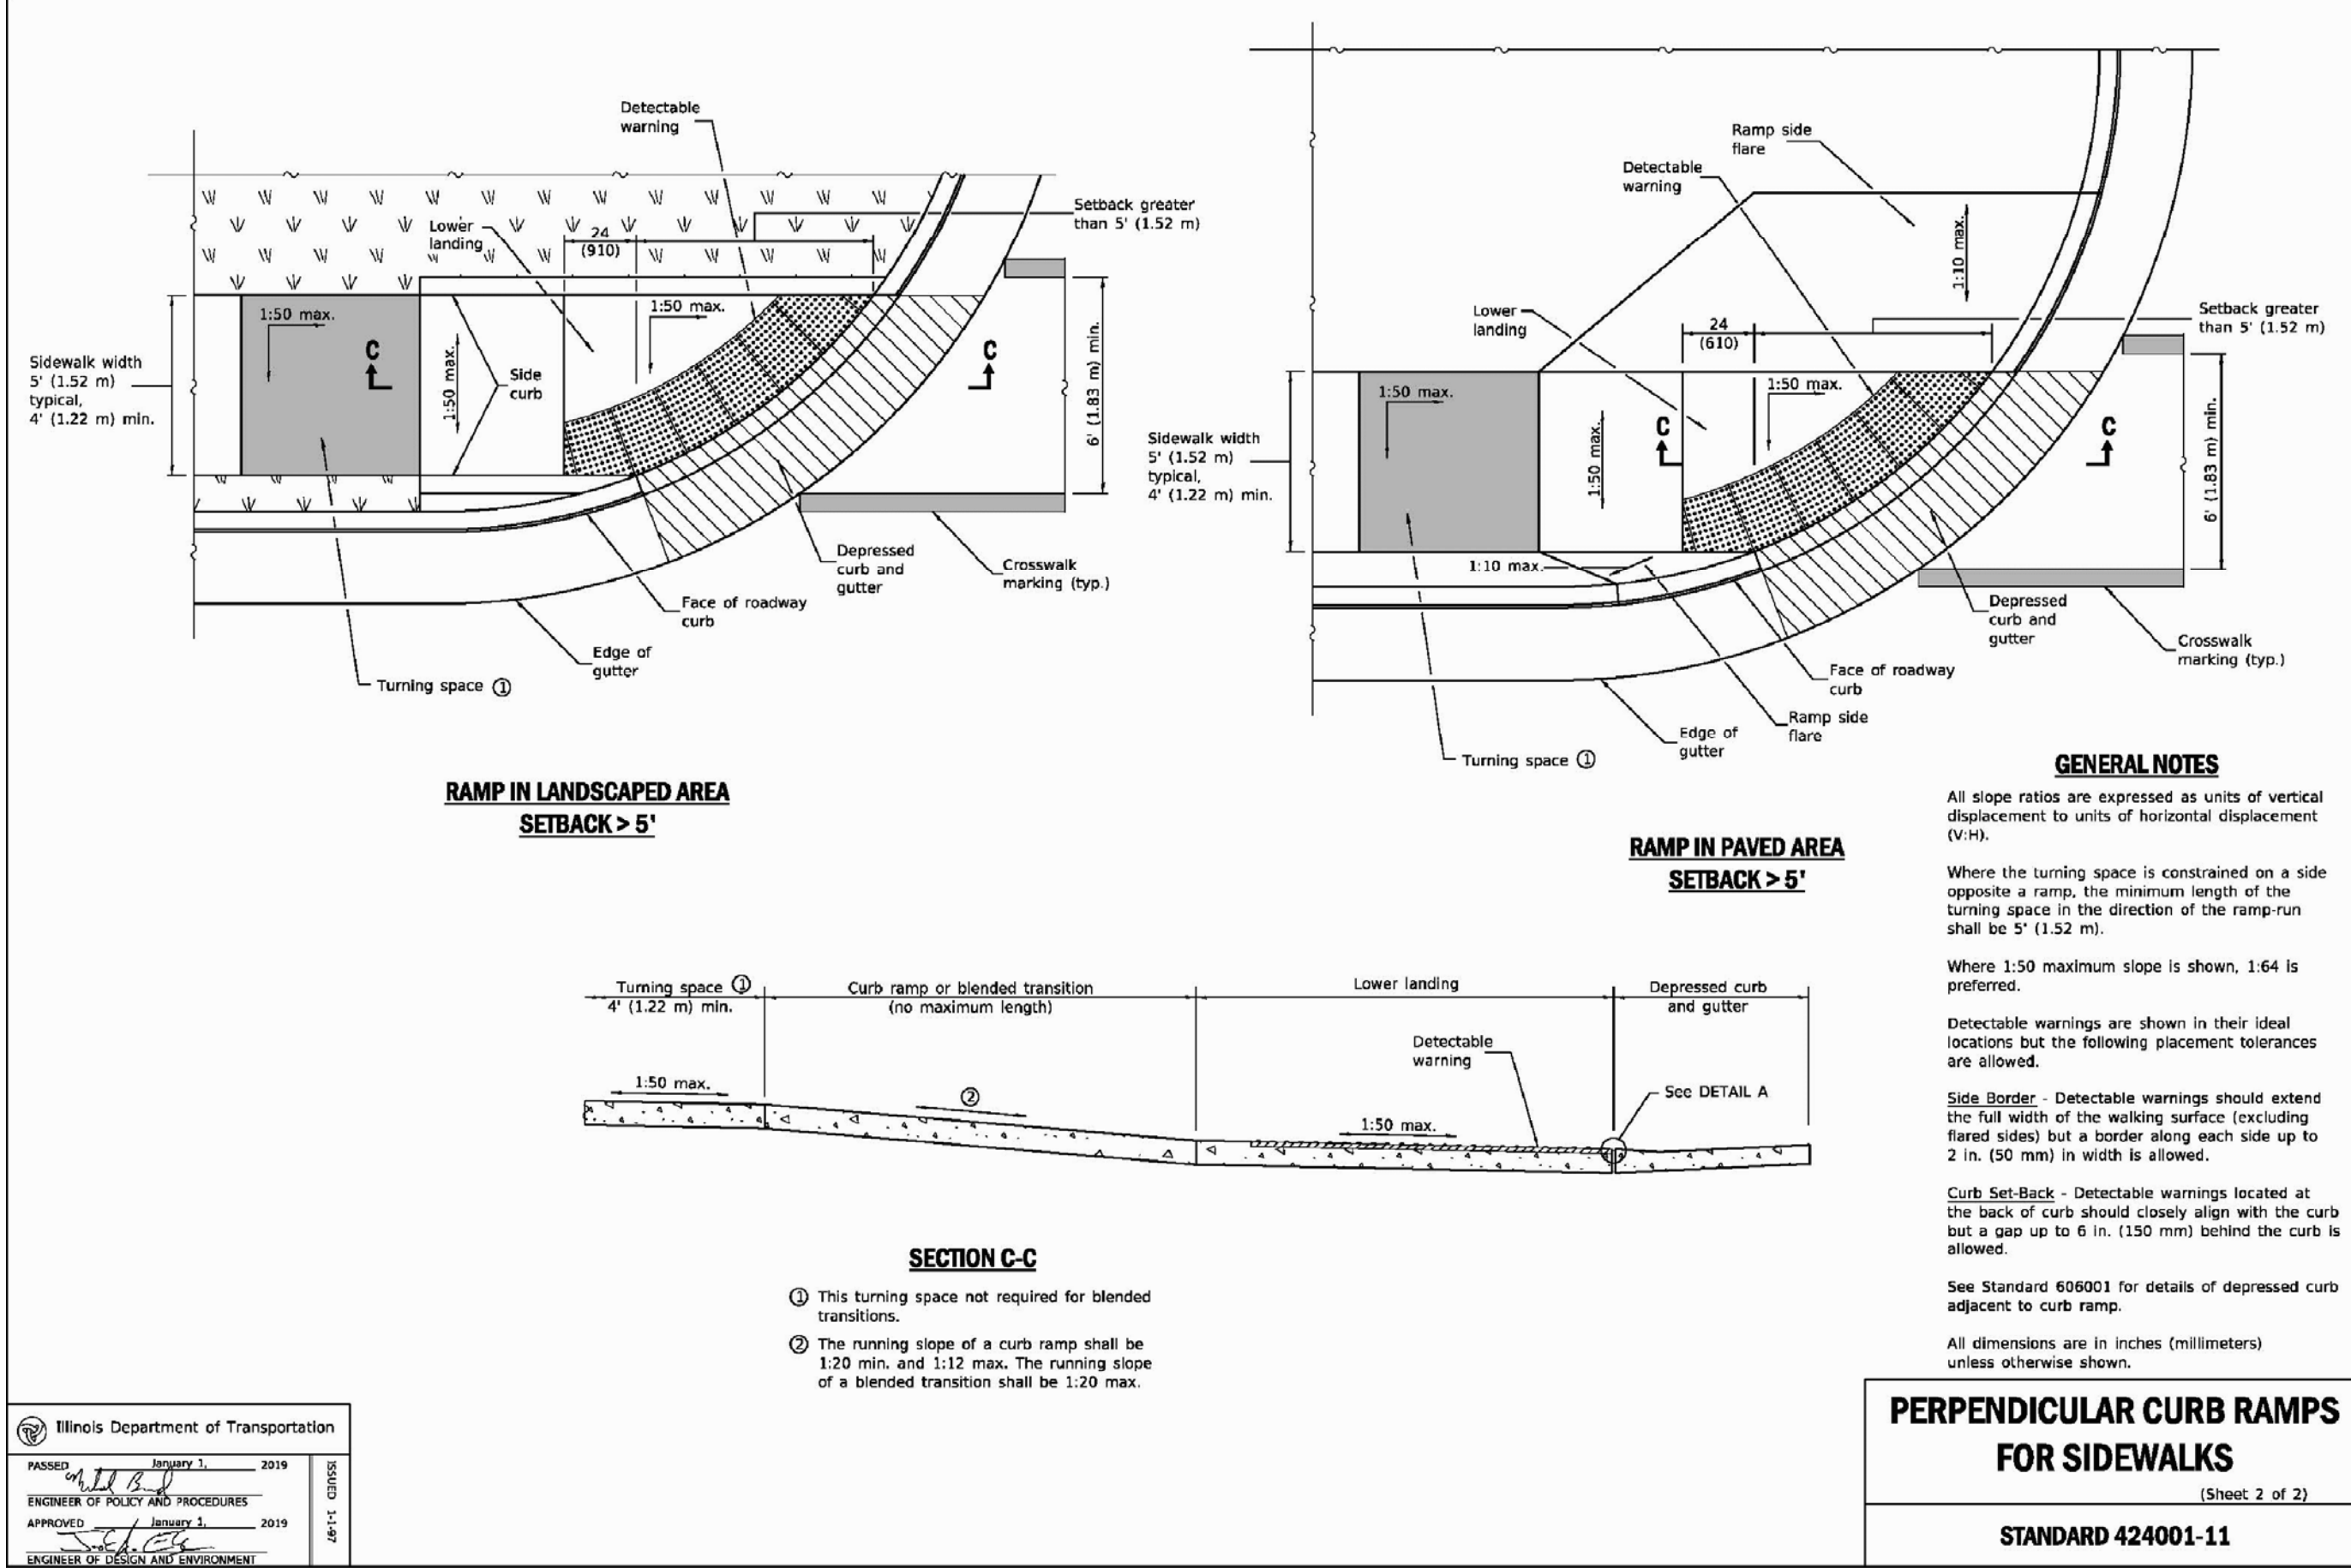 Detectable
warning
Setback greater
than 5' (1.52 m)
Lower
landing
24
(910)
1:50 max.
1:50 max.
C
C
Sidewalk width
5' (1.52 m)
typical,
4' (1.22 m) min.
1:50 max.
Side
curb
6' (1.83 m) min.
Depressed
curb and
gutter
Crosswalk
marking (typ.)
Face of roadway
curb
Edge of
gutter
Turning space ①
RAMP IN LANDSCAPED AREA
SETBACK > 5'
Ramp side
flare
Detectable
warning
1:10 max.
Lower
landing
24
(610)
Setback greater
than 5' (1.52 m)
1:50 max.
1:50 max.
C
C
Sidewalk width
5' (1.52 m)
typical,
4' (1.22 m) min.
1:50 max.
6' (1.83 m) min.
1:10 max.
Depressed
curb and
gutter
Crosswalk
marking (typ.)
Face of roadway
curb
Ramp side
flare
Edge of
gutter
Turning space ①
RAMP IN PAVED AREA
SETBACK > 5'
GENERAL NOTES
All slope ratios are expressed as units of vertical
displacement to units of horizontal displacement
(V:H).
Where the turning space is constrained on a side
opposite a ramp, the minimum length of the
turning space in the direction of the ramp-run
shall be 5' (1.52 m).
Where 1:50 maximum slope is shown, 1:64 is
preferred.
Detectable warnings are shown in their ideal
locations but the following placement tolerances
are allowed.
Side Border - Detectable warnings should extend
the full width of the walking surface (excluding
flared sides) but a border along each side up to
2 in. (50 mm) in width is allowed.
Curb Set-Back - Detectable warnings located at
the back of curb should closely align with the curb
but a gap up to 6 in. (150 mm) behind the curb is
allowed.
See Standard 606001 for details of depressed curb
adjacent to curb ramp.
All dimensions are in inches (millimeters)
unless otherwise shown.
Turning space ①
4' (1.22 m) min.
Curb ramp or blended transition
(no maximum length)
Lower landing
Depressed curb
and gutter
Detectable
warning
See DETAIL A
1:50 max.
②
1:50 max.
SECTION C-C
① This turning space not required for blended
transitions.
② The running slope of a curb ramp shall be
1:20 min. and 1:12 max. The running slope
of a blended transition shall be 1:20 max.
Illinois Department of Transportation
PASSED January 1, 2019
ENGINEER OF POLICY AND PROCEDURES
APPROVED January 1, 2019
ENGINEER OF DESIGN AND ENVIRONMENT
ISSUED 1-1-97
PERPENDICULAR CURB RAMPS
FOR SIDEWALKS
(Sheet 2 of 2)
STANDARD 424001-11